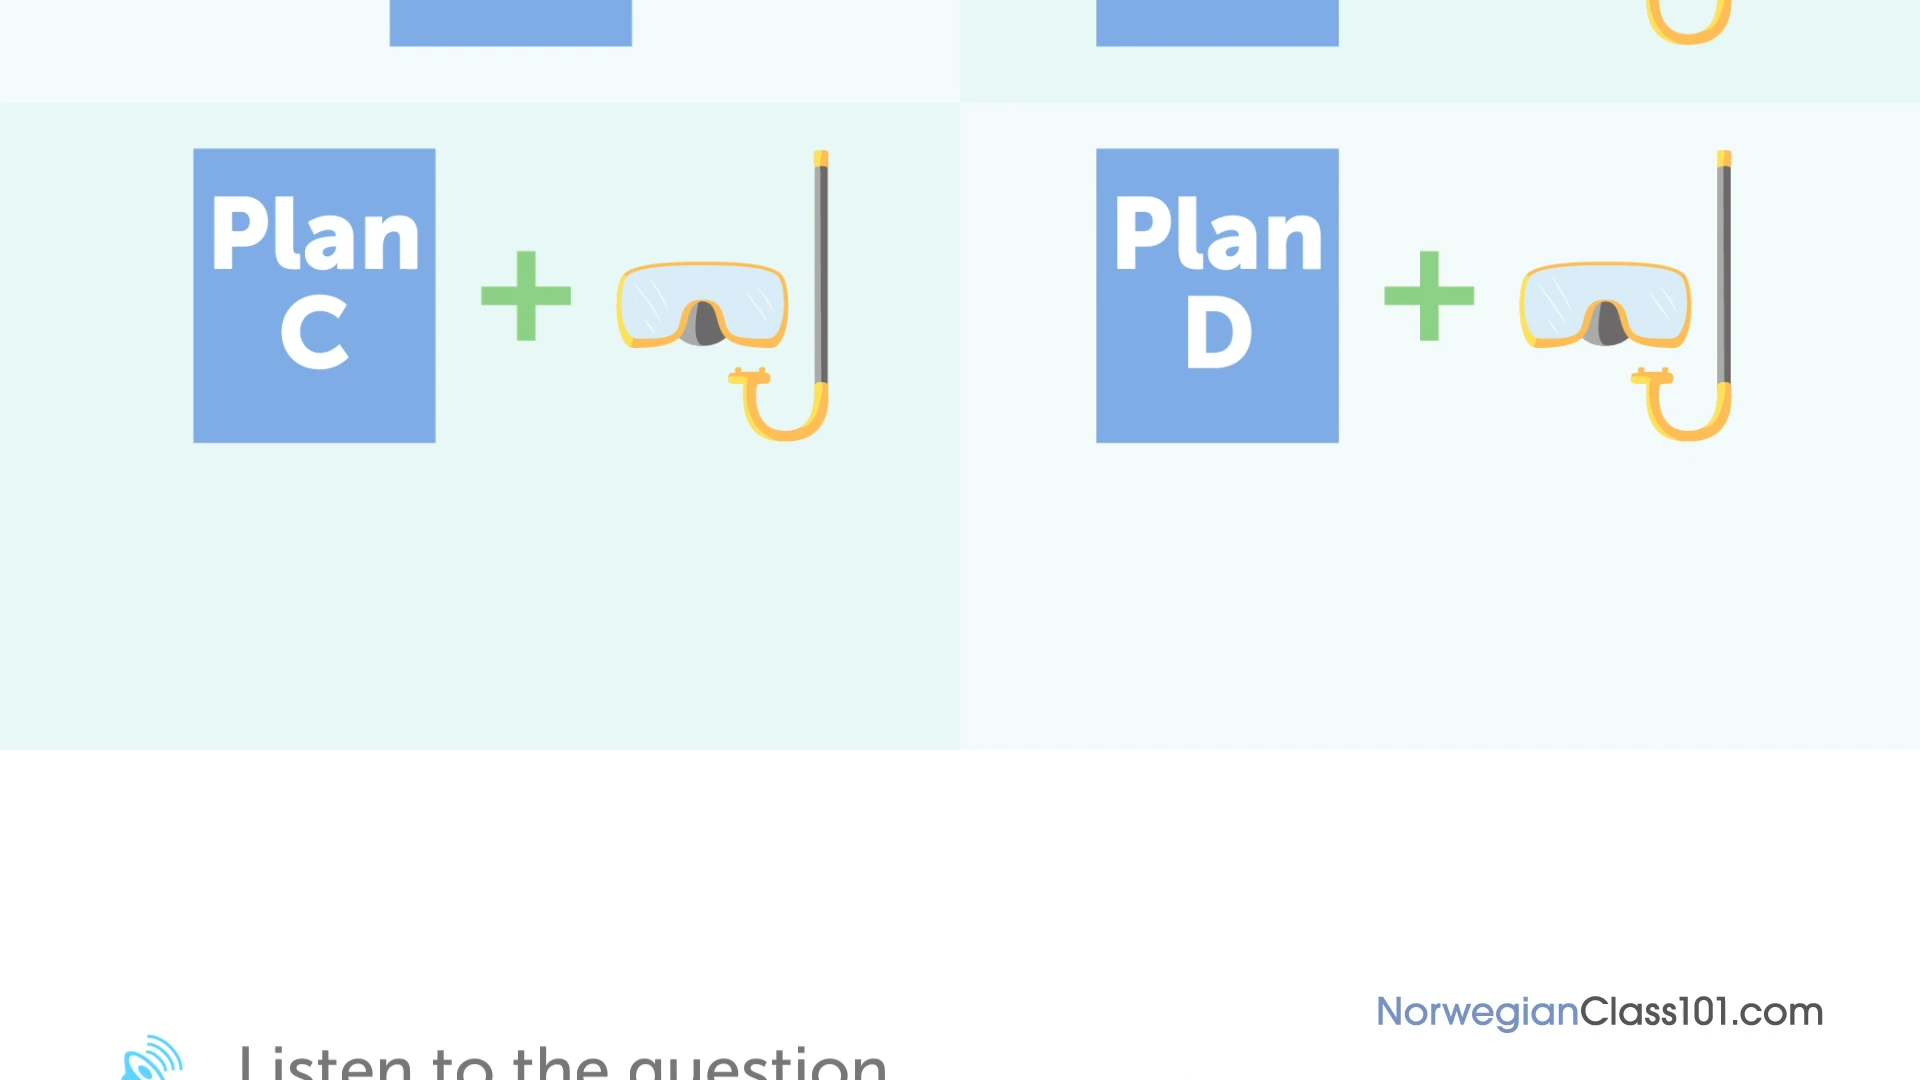 Plan
C
Plan
D
NorwegianClass101.com
Listen to the question